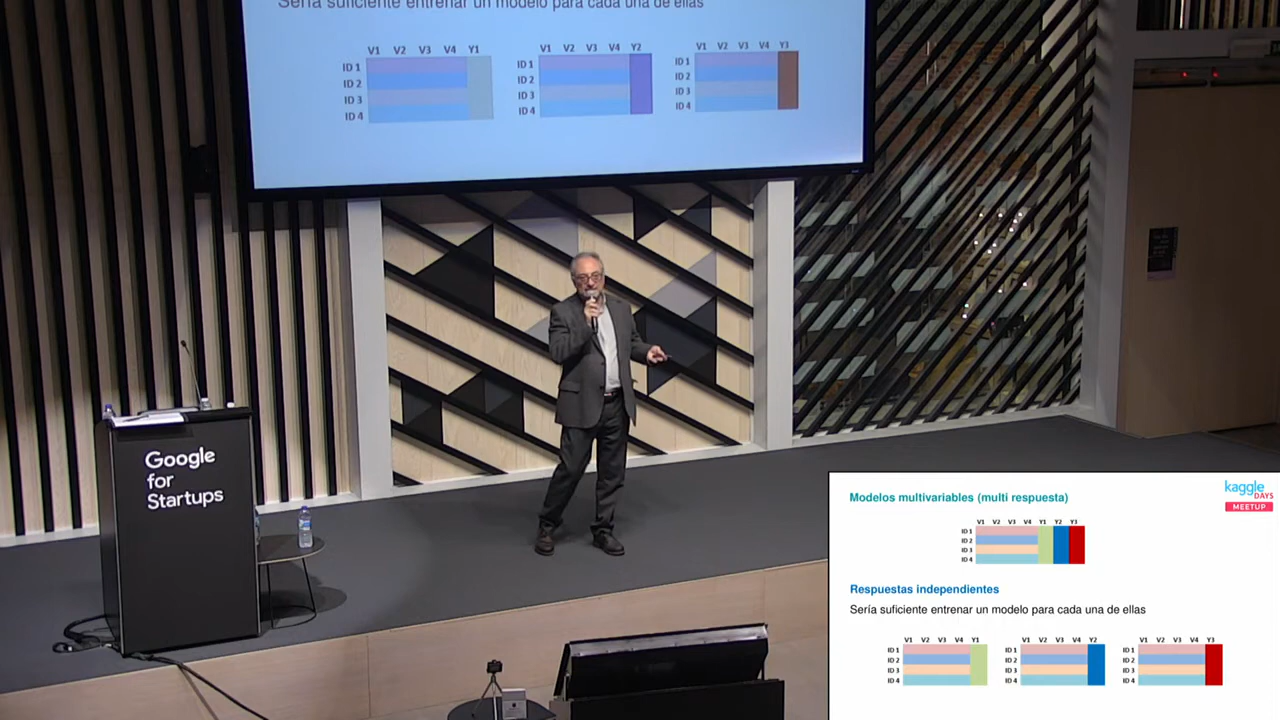 Sería suficiente entrenar un modelo para cada una de ellas
V1 V2 V3 V4 Y1
ID 1
ID 2
ID 3
ID 4
V1 V2 V3 V4 Y2
ID 1
ID 2
ID 3
ID 4
V1 V2 V3 V4 Y3
ID 1
ID 2
ID 3
ID 4
Google
for
Startups
Modelos multivariables (multi respuesta)
kaggle
DAYS
MEETUP
V1 V2 V3 V4 Y1 Y2 Y3
ID 1
ID 2
ID 3
ID 4
Respuestas independientes
Sería suficiente entrenar un modelo para cada una de ellas
V1 V2 V3 V4 Y1
ID 1
ID 2
ID 3
ID 4
V1 V2 V3 V4 Y2
ID 1
ID 2
ID 3
ID 4
V1 V2 V3 V4 Y3
ID 1
ID 2
ID 3
ID 4